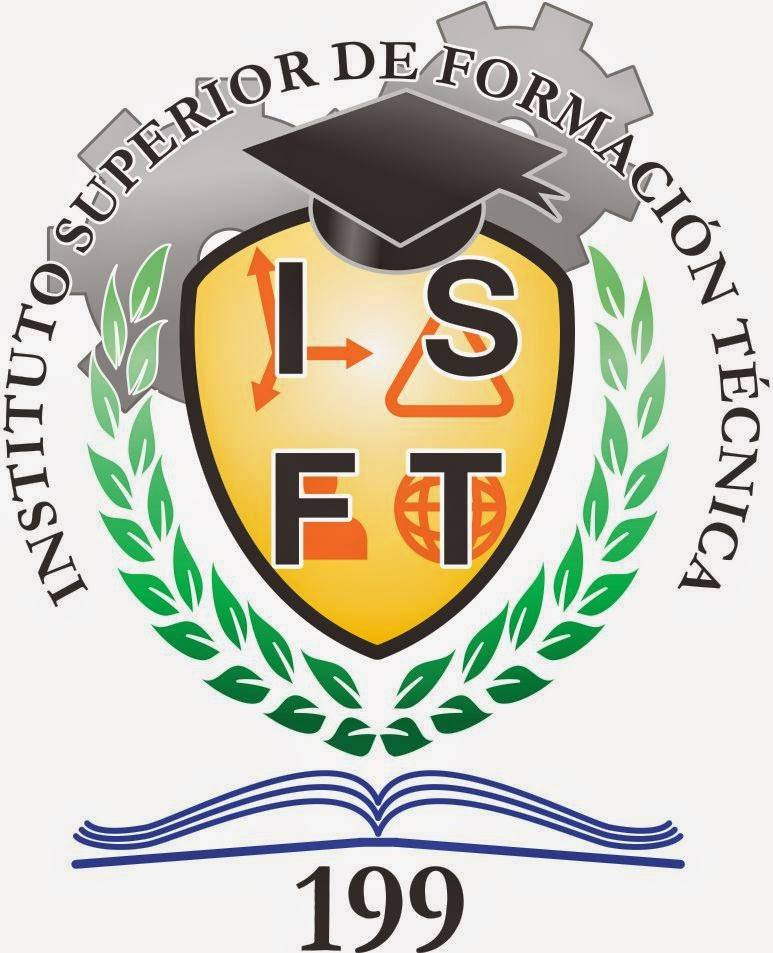 INSTITUTO SUPERIOR DE FORMACIÓN TÉCNICA
I S
F T
199